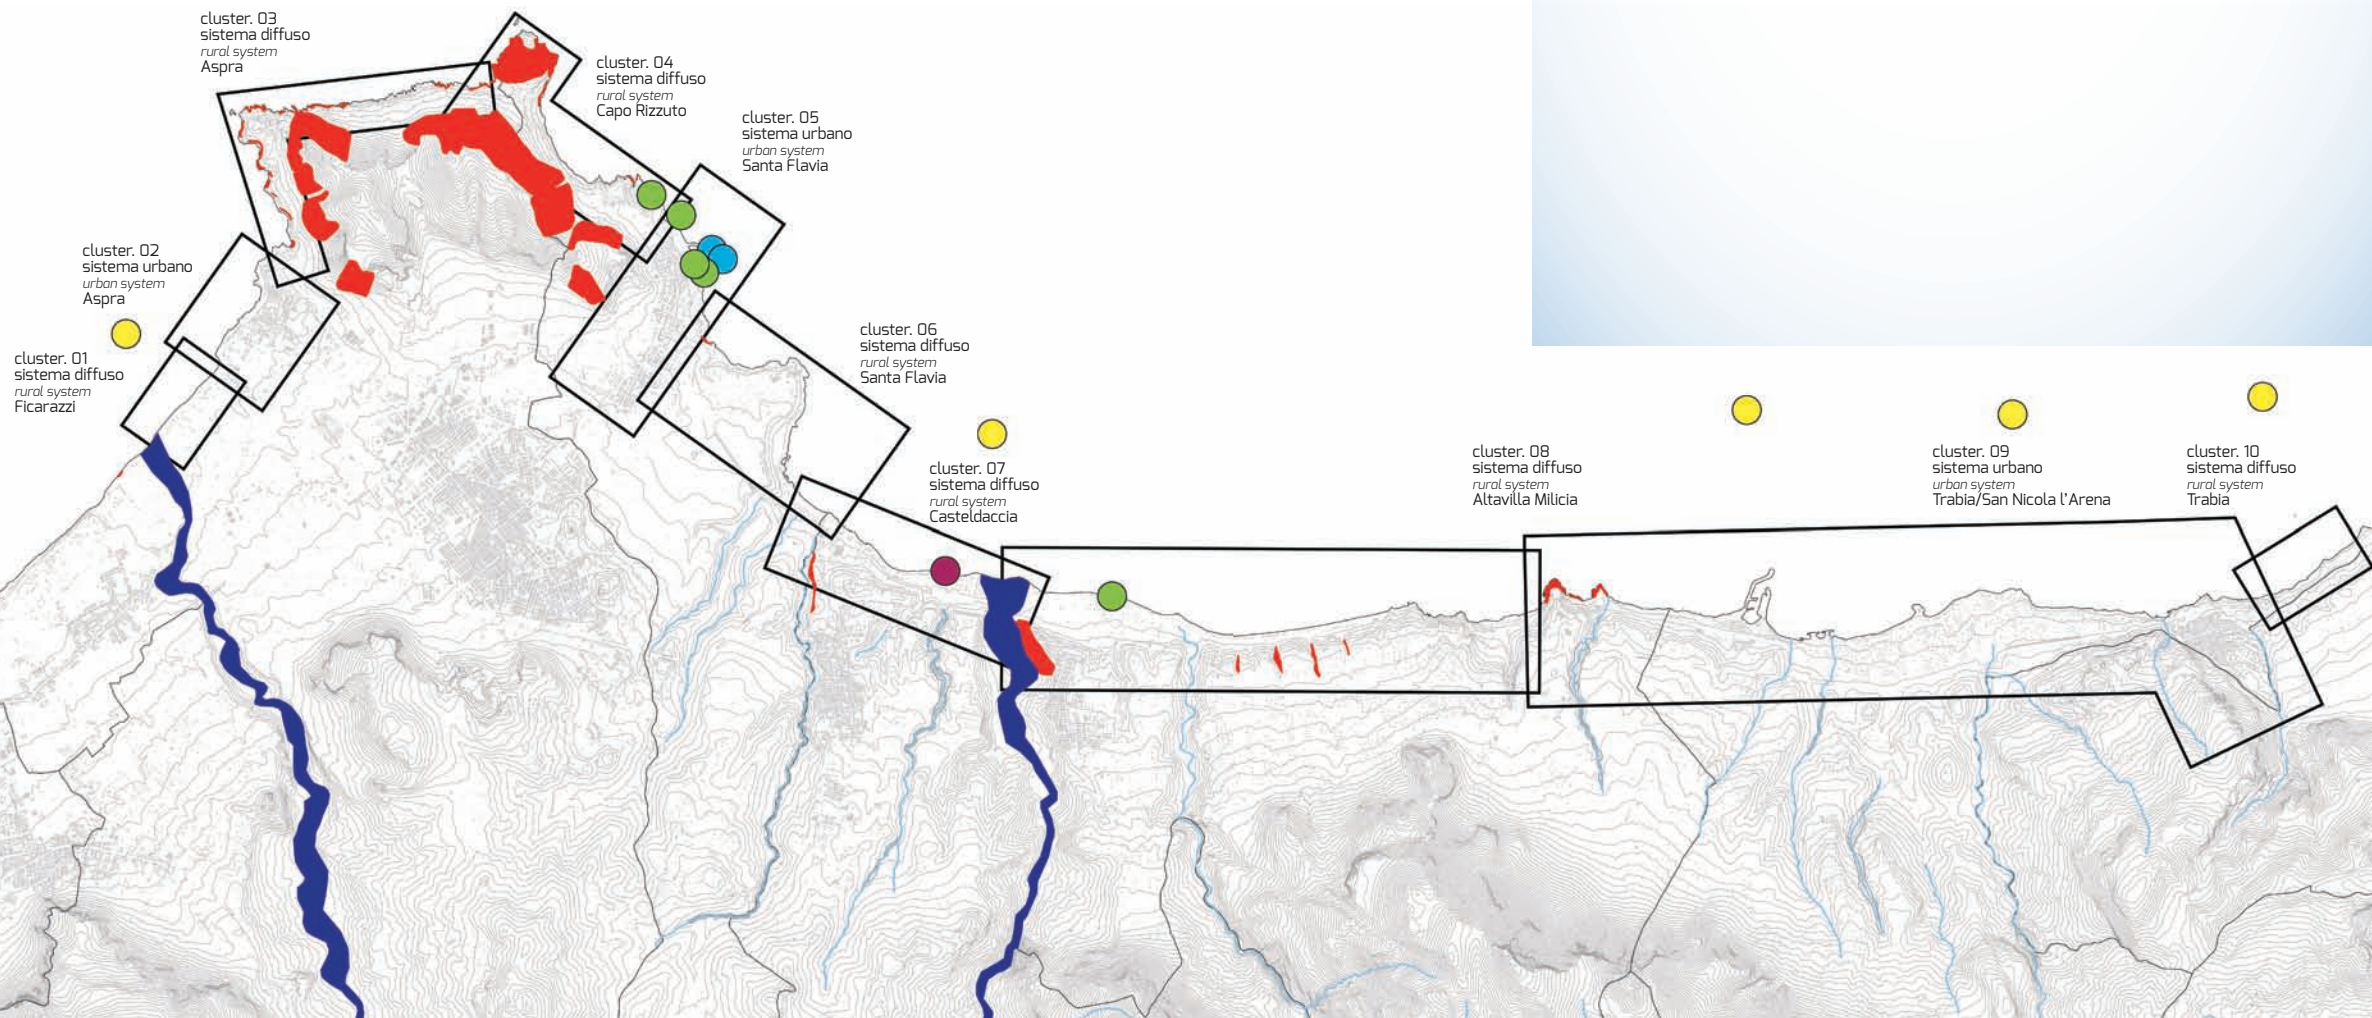 cluster. 03
sistema diffuso
rural system
Aspra
cluster. 04
sistema diffuso
rural system
Capo Rizzuto
cluster. 05
sistema urbano
urban system
Santa Flavia
cluster. 02
sistema urbano
urban system
Aspra
cluster. 01
sistema diffuso
rural system
Ficarazzi
cluster. 06
sistema diffuso
rural system
Santa Flavia
cluster. 07
sistema diffuso
rural system
Casteldaccia
cluster. 08
sistema diffuso
rural system
Altavilla Milicia
cluster. 09
sistema urbano
urban system
Trabia/San Nicola l'Arena
cluster. 10
sistema diffuso
rural system
Trabia